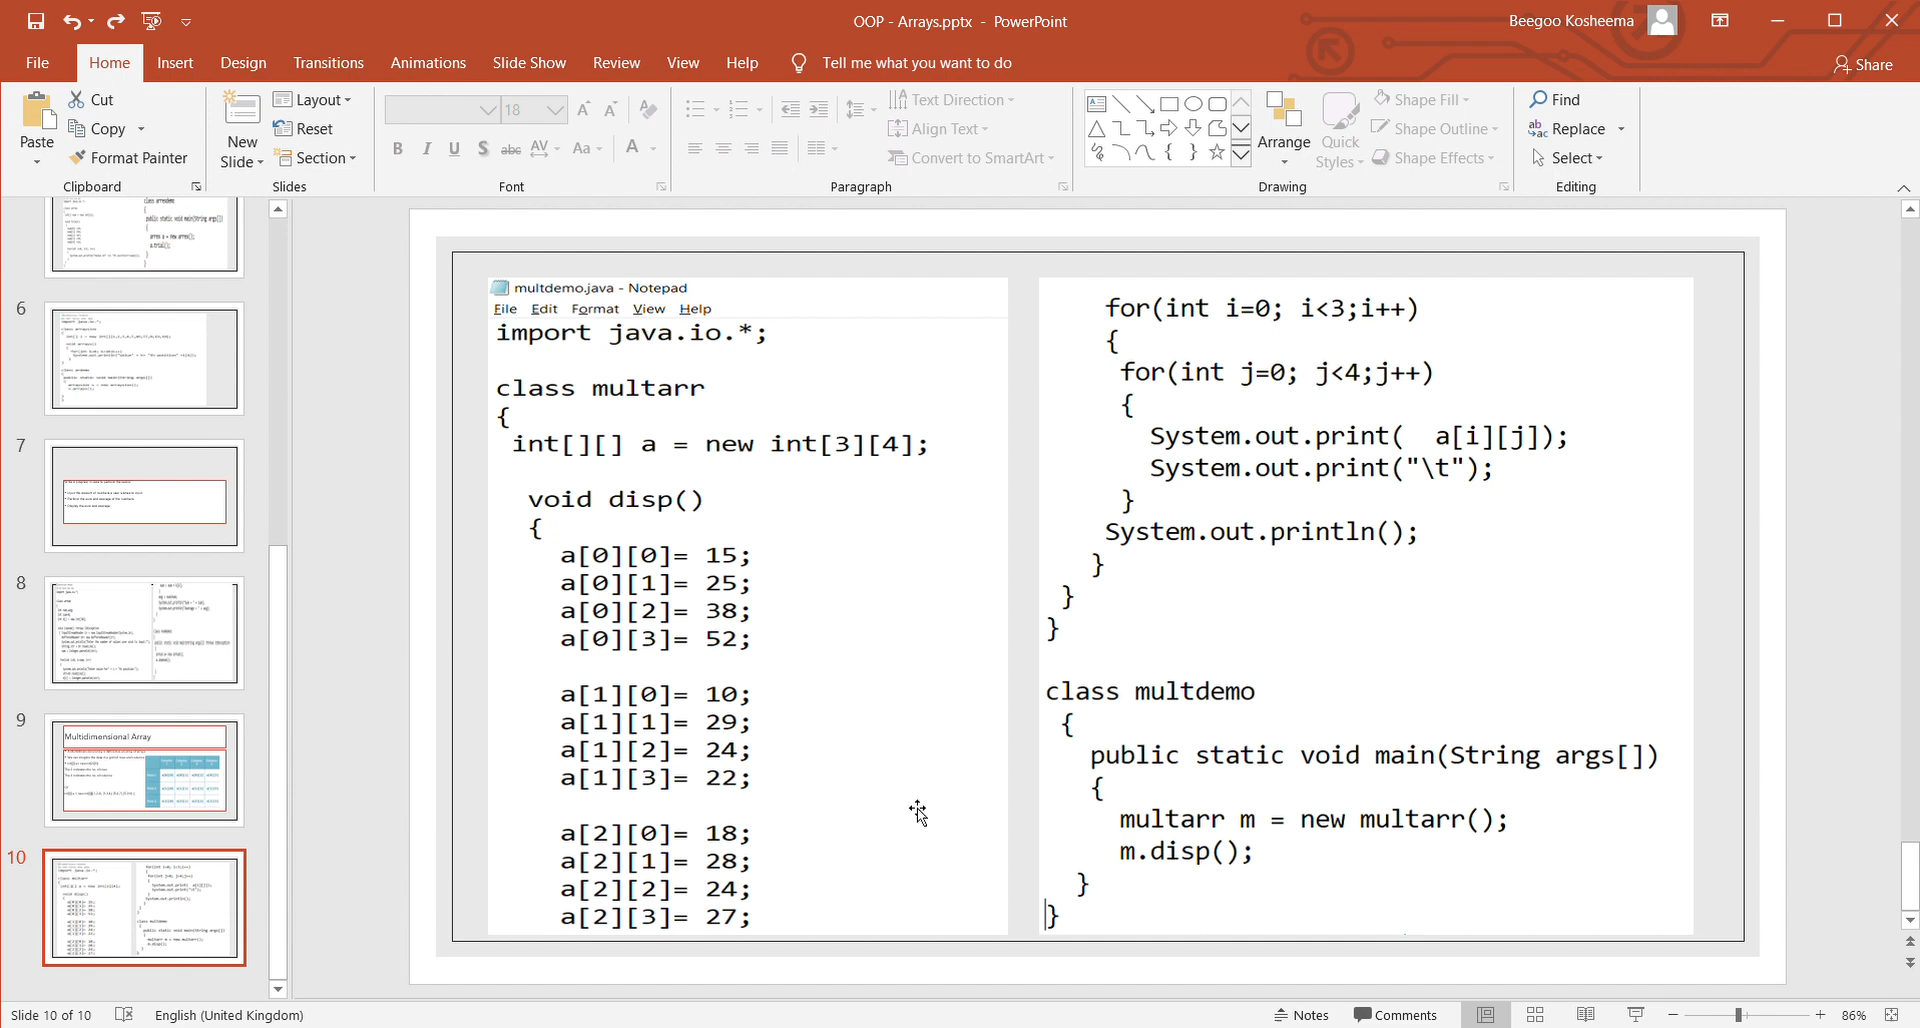 OOP - Arrays.pptx - PowerPoint
Beegoo Kosheema
File Home Insert Design Transitions Animations Slide Show Review View Help Tell me what you want to do
Share
Paste
Cut
Copy
Format Painter
Clipboard
New Slide
Layout
Reset
Section
Slides
18
B I U S abc AV Aa A
Font
Text Direction
Align Text
Convert to SmartArt
Paragraph
Arrange
Quick Styles
Shape Fill
Shape Outline
Shape Effects
Drawing
Find
Replace
Select
Editing
6
7
8
9
Multidimensional Array
10
multdemo.java - Notepad
File Edit Format View Help
import java.io.*;
class multarr
{
int[][] a = new int[3][4];
void disp()
{
a[0][0]= 15;
a[0][1]= 25;
a[0][2]= 38;
a[0][3]= 52;
a[1][0]= 10;
a[1][1]= 29;
a[1][2]= 24;
a[1][3]= 22;
a[2][0]= 18;
a[2][1]= 28;
a[2][2]= 24;
a[2][3]= 27;
for(int i=0; i<3;i++)
{
for(int j=0; j<4;j++)
{
System.out.print( a[i][j]);
System.out.print("\t");
}
System.out.println();
}
}
}
class multdemo
{
public static void main(String args[])
{
multarr m = new multarr();
m.disp();
}
}
Slide 10 of 10
English (United Kingdom)
Notes
Comments
86%